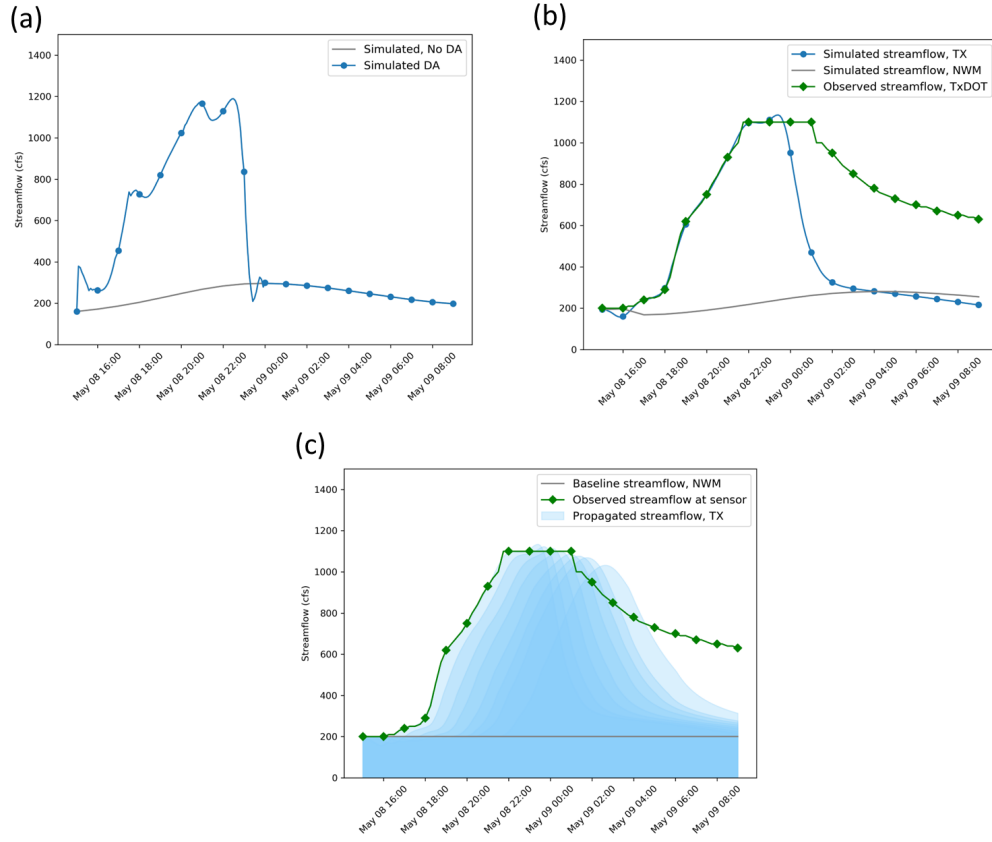 (a)
Simulated, No DA
Simulated DA
Streamflow (cfs)
1400
1200
1000
800
600
400
200
0
May 08 16:00
May 08 18:00
May 08 20:00
May 08 22:00
May 09 00:00
May 09 02:00
May 09 04:00
May 09 06:00
May 09 08:00
(b)
Simulated streamflow, TX
Simulated streamflow, NWM
Observed streamflow, TxDOT
Streamflow (cfs)
1400
1200
1000
800
600
400
200
0
May 08 16:00
May 08 18:00
May 08 20:00
May 08 22:00
May 09 00:00
May 09 02:00
May 09 04:00
May 09 06:00
May 09 08:00
(c)
Baseline streamflow, NWM
Observed streamflow at sensor
Propagated streamflow, TX
Streamflow (cfs)
1400
1200
1000
800
600
400
200
0
May 08 16:00
May 08 18:00
May 08 20:00
May 08 22:00
May 09 00:00
May 09 02:00
May 09 04:00
May 09 06:00
May 09 08:00